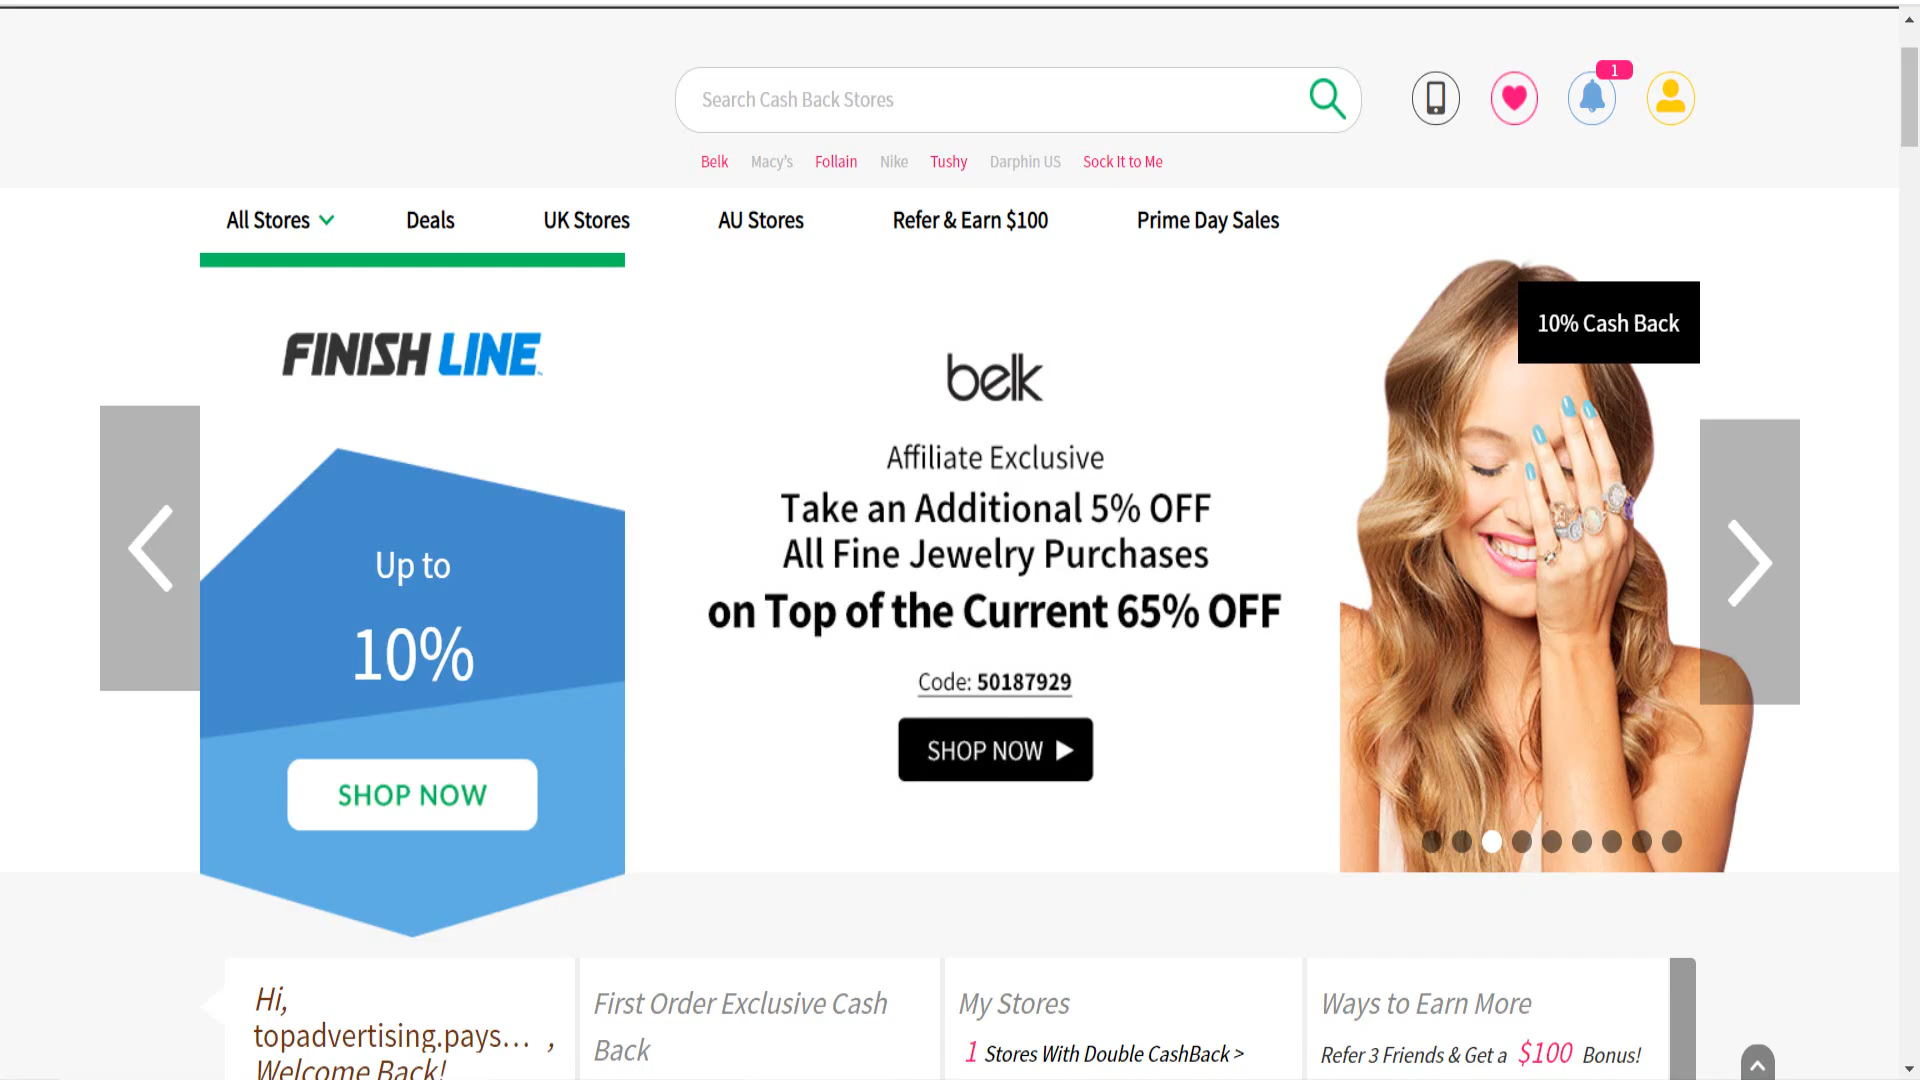 Search Cash Back Stores
1
Belk Macy's Follain Nike Tushy Darphin US Sock It to Me
All Stores Deals UK Stores AU Stores Refer & Earn $100 Prime Day Sales
FINISH LINE
Up to
10%
SHOP NOW
belk
Affiliate Exclusive
Take an Additional 5% OFF
All Fine Jewelry Purchases
on Top of the Current 65% OFF
Code: 50187929
SHOP NOW
10% Cash Back
Hi,
topadvertising.pays... ,
Welcome Back!
First Order Exclusive Cash
Back
My Stores
1 Stores With Double CashBack >
Ways to Earn More
Refer 3 Friends & Get a $100 Bonus!